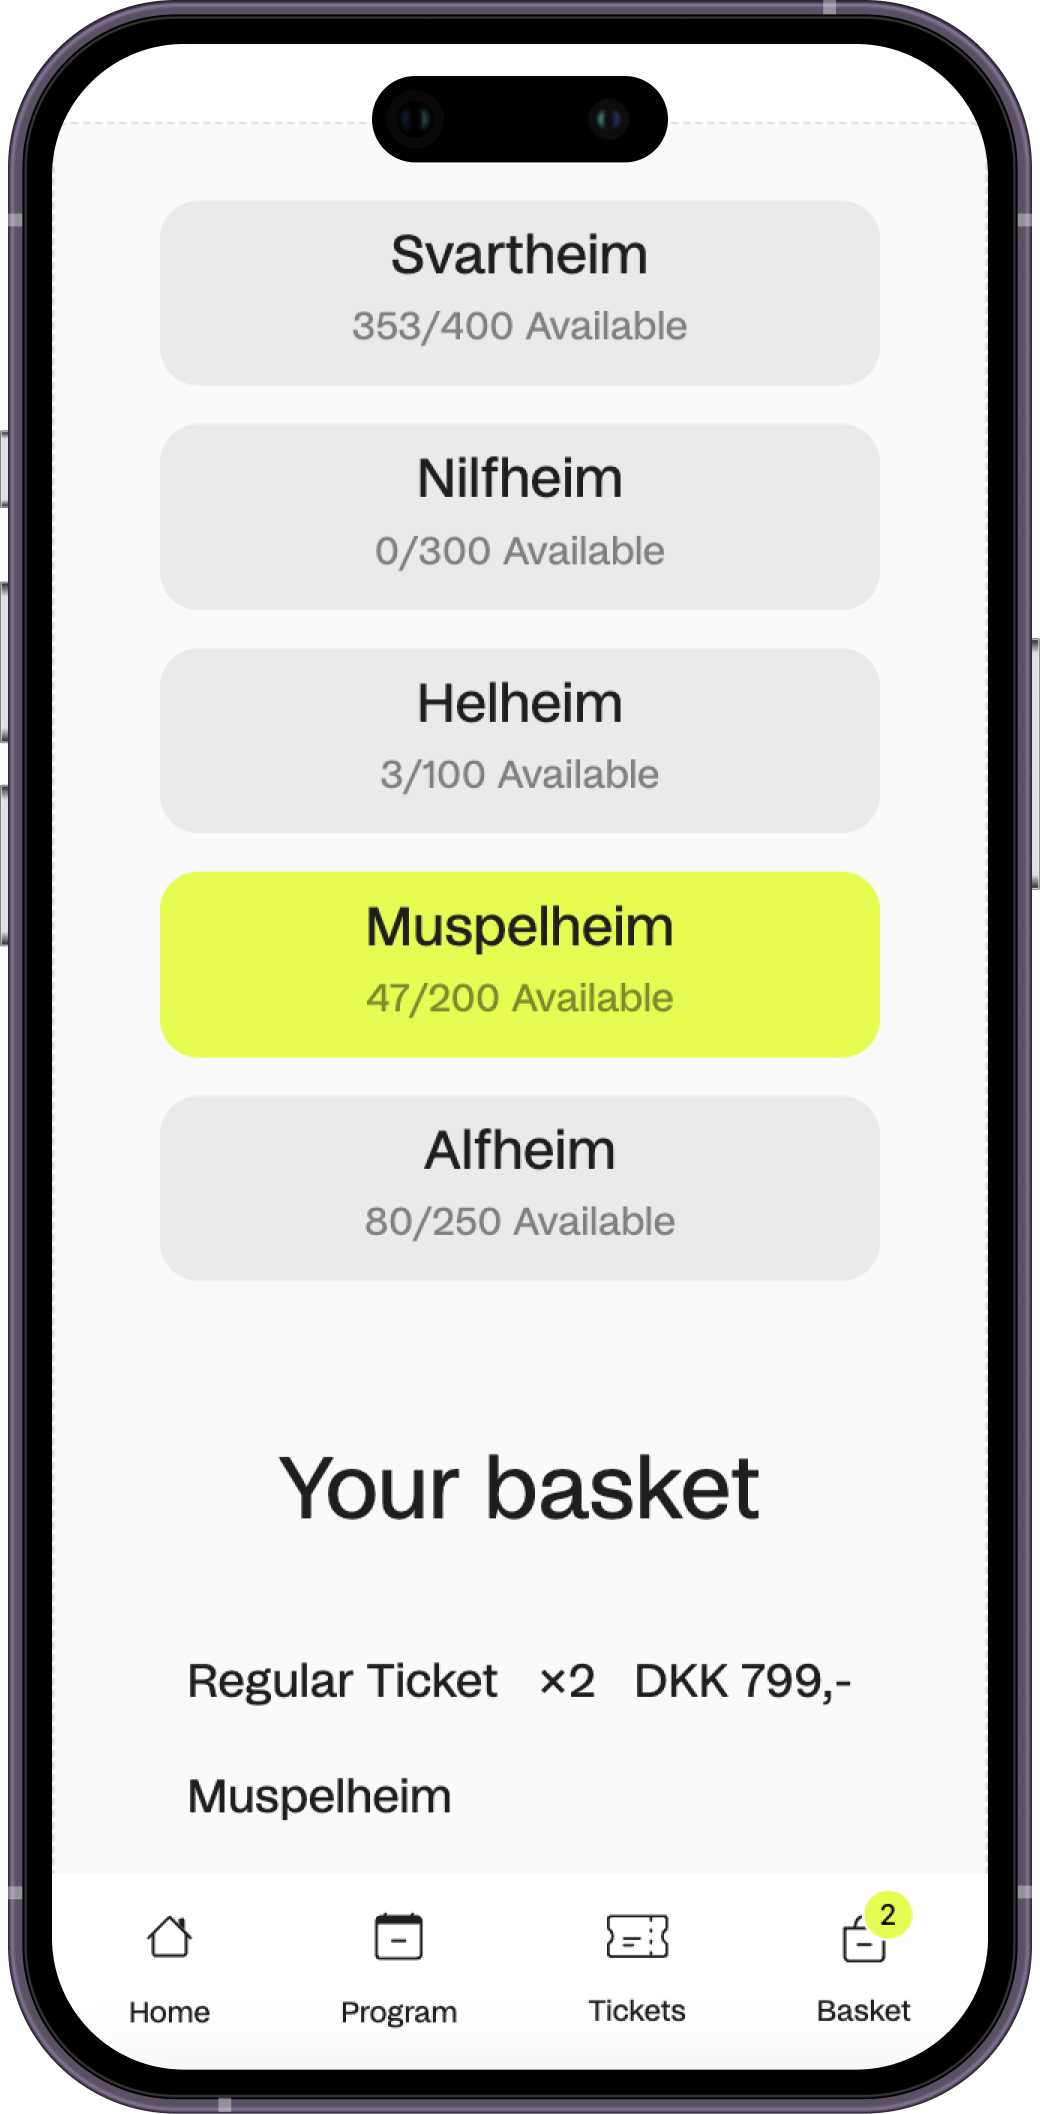 Svartheim
353/400 Available
Nilfheim
0/300 Available
Helheim
3/100 Available
Muspelheim
47/200 Available
Alfheim
80/250 Available
Your basket
Regular Ticket ×2 DKK 799,-
Muspelheim
2
Home Program Tickets Basket